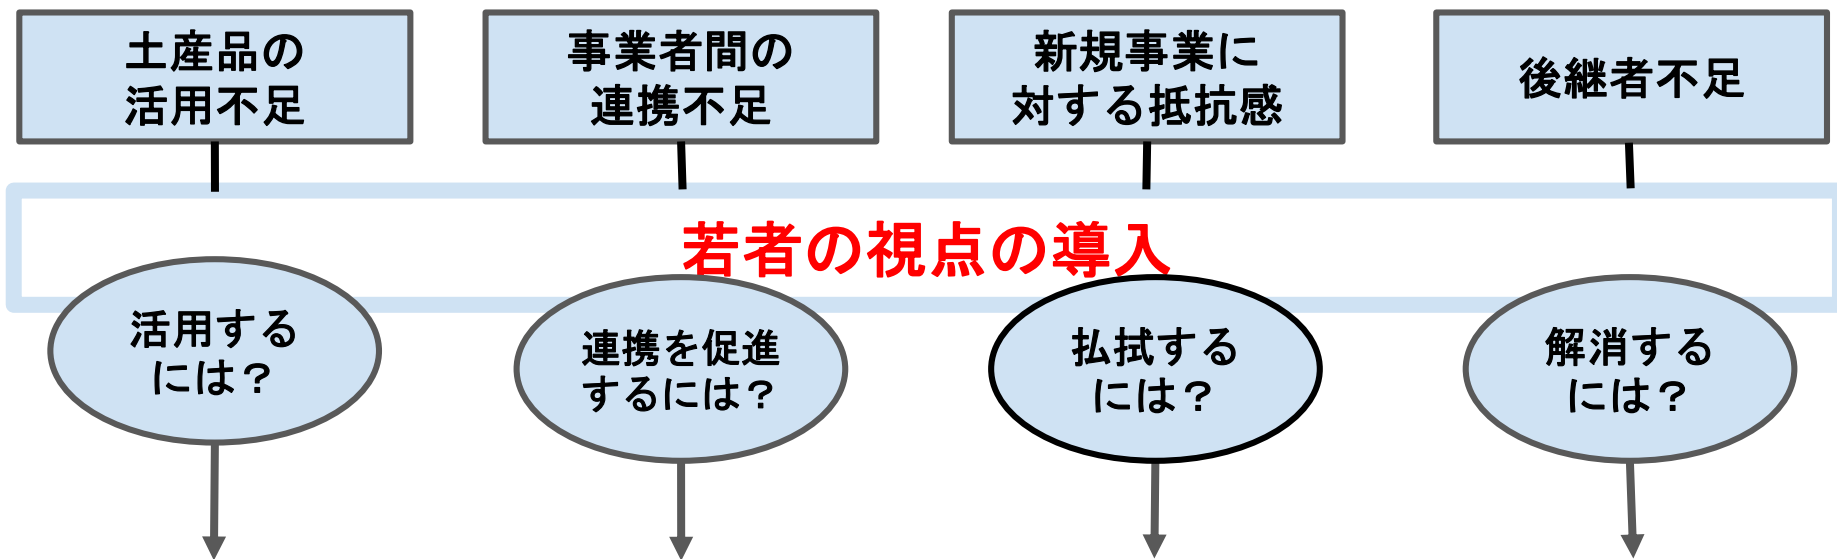 土産品の
活用不足
事業者間の
連携不足
新規事業に
対する抵抗感
後継者不足
若者の視点の導入
活用する
には？
連携を促進
するには？
払拭する
には？
解消する
には？